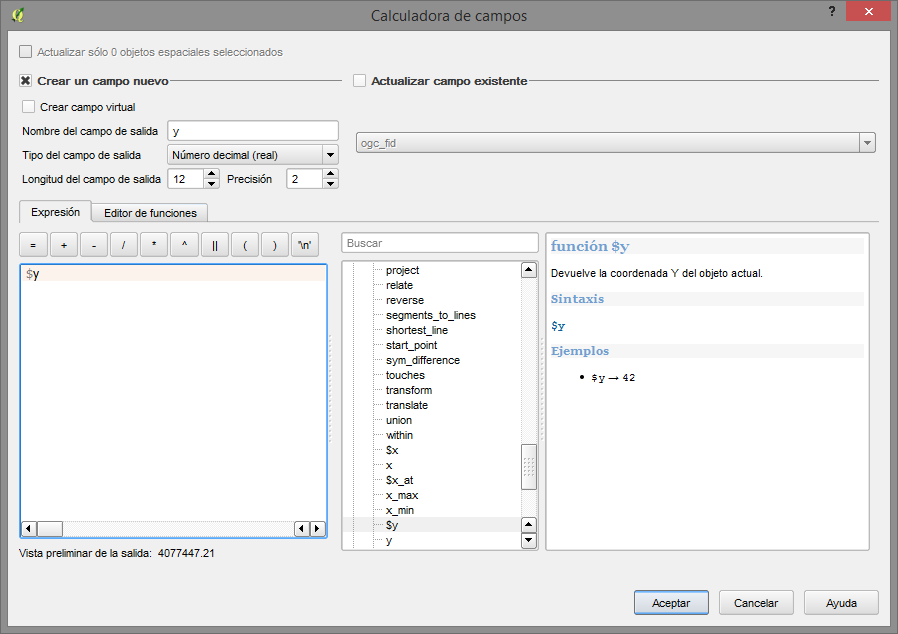 Calculadora de campos
?
Actualizar sólo 0 objetos espaciales seleccionados
Crear un campo nuevo
Actualizar campo existente
Crear campo virtual
Nombre del campo de salida y
ogc_fid
Tipo del campo de salida Número decimal (real)
Longitud del campo de salida 12 Precisión 2
Expresión Editor de funciones
= + - / * ^ || ( ) '\n'
$y
Vista preliminar de la salida: 4077447.21
Buscar
project
relate
reverse
segments_to_lines
shortest_line
start_point
sym_difference
touches
transform
translate
union
within
$x
x
$x_at
x_max
x_min
$y
y
función $y
Devuelve la coordenada Y del objeto actual.
Sintaxis
$y
Ejemplos
• $y → 42
Aceptar Cancelar Ayuda